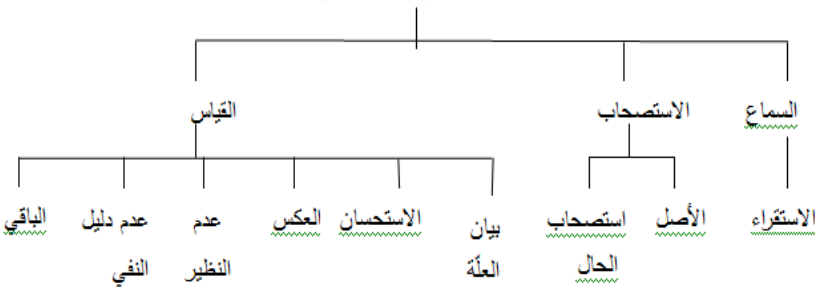 السماع
الاستصحاب
القياس
الاستقراء
الأصل
استصحاب
الحال
بيان
العلّة
الاستحسان
العكس
عدم
النظير
عدم دليل
النفي
الباقي